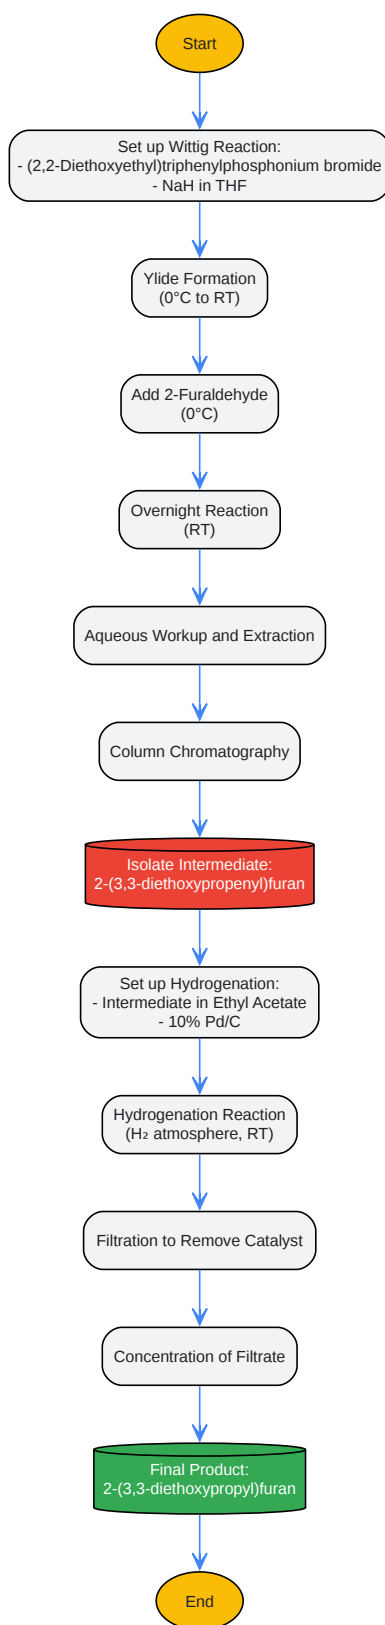 Start
Set up Wittig Reaction:
- (2,2-Diethoxyethyl)triphenylphosphonium bromide
- NaH in THF
Ylide Formation
(0°C to RT)
Add 2-Furaldehyde
(0°C)
Overnight Reaction
(RT)
Aqueous Workup and Extraction
Column Chromatography
Isolate Intermediate:
2-(3,3-diethoxypropenyl)furan
Set up Hydrogenation:
- Intermediate in Ethyl Acetate
- 10% Pd/C
Hydrogenation Reaction
(H₂ atmosphere, RT)
Filtration to Remove Catalyst
Concentration of Filtrate
Final Product:
2-(3,3-diethoxypropyl)furan
End